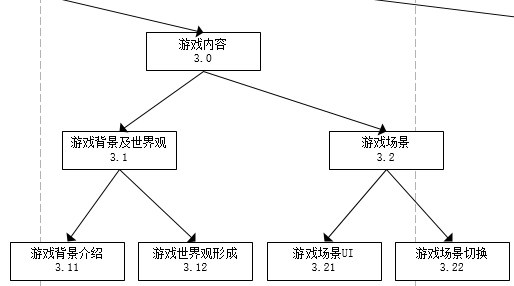 游戏内容
3.0
游戏背景及世界观
3.1
游戏场景
3.2
游戏背景介绍
3.11
游戏世界观形成
3.12
游戏场景UI
3.21
游戏场景切换
3.22